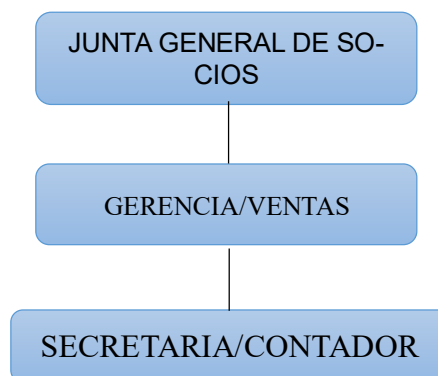 JUNTA GENERAL DE SO-
CIOS
GERENCIA/VENTAS
SECRETARIA/CONTADOR